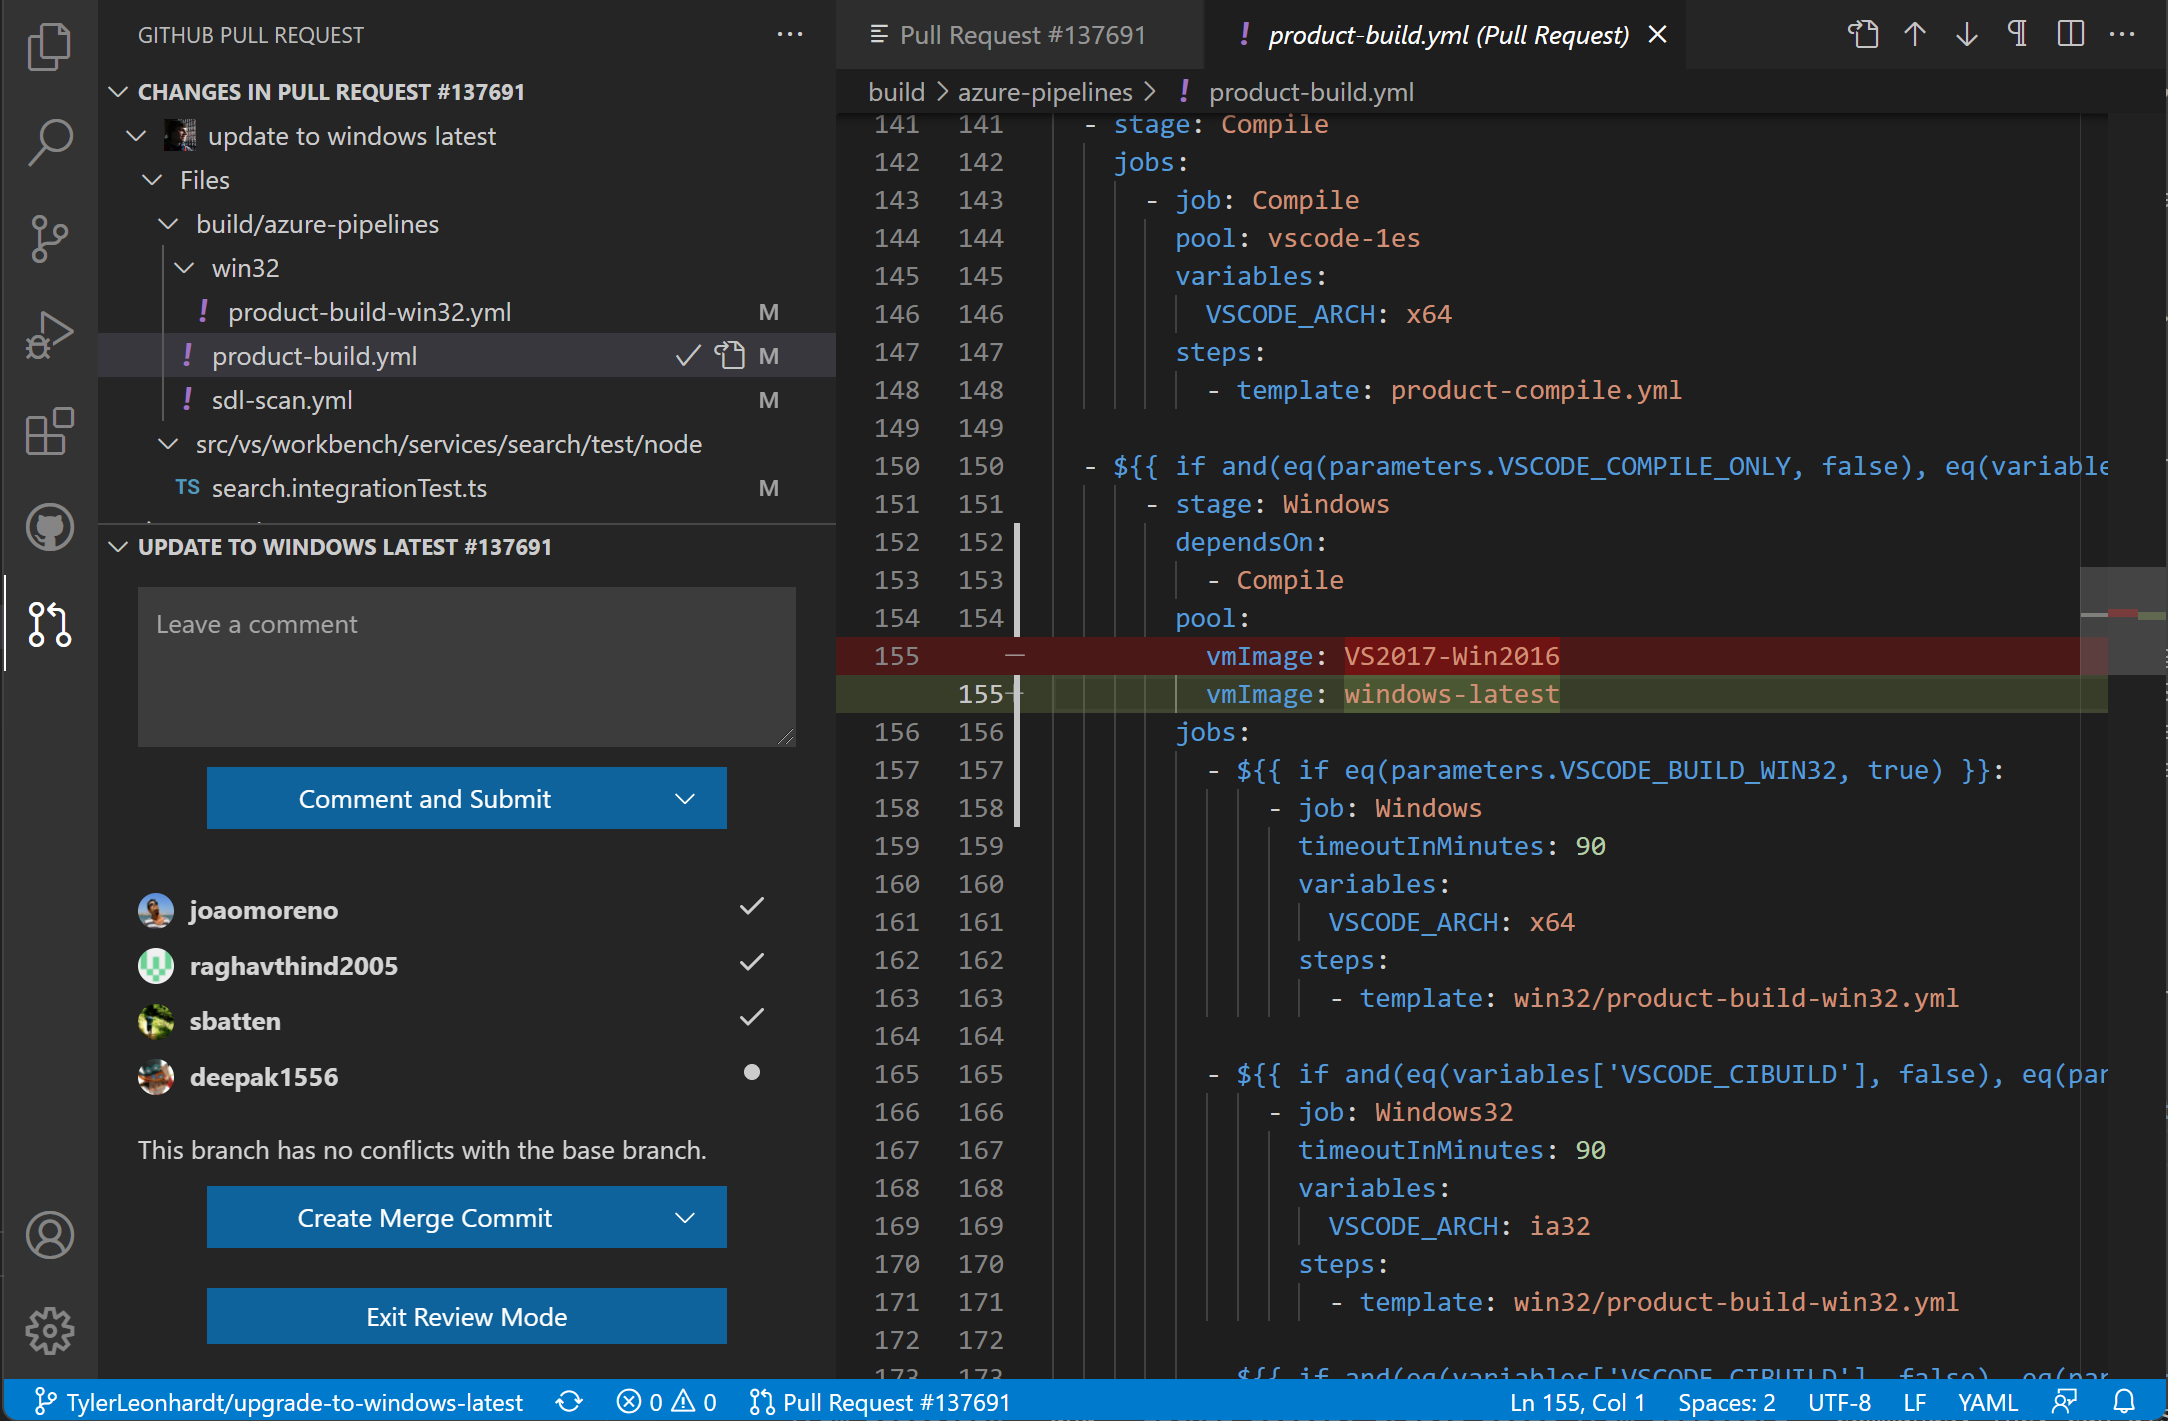 GITHUB PULL REQUEST
CHANGES IN PULL REQUEST #137691
update to windows latest
Files
build/azure-pipelines
win32
! product-build-win32.yml M
! product-build.yml M
! sdl-scan.yml M
src/vs/workbench/services/search/test/node
TS search.integrationTest.ts M
UPDATE TO WINDOWS LATEST #137691
Leave a comment
Comment and Submit
joaomoreno
raghavthind2005
sbatten
deepak1556
This branch has no conflicts with the base branch.
Create Merge Commit
Exit Review Mode
Pull Request #137691
! product-build.yml (Pull Request)
build > azure-pipelines > ! product-build.yml
141 141 - stage: Compile
142 142 jobs:
143 143 - job: Compile
144 144 pool: vscode-1es
145 145 variables:
146 146 VSCODE_ARCH: x64
147 147 steps:
148 148 - template: product-compile.yml
149 149
150 150 - ${{ if and(eq(parameters.VSCODE_COMPILE_ONLY, false), eq(variable
151 151 - stage: Windows
152 152 dependsOn:
153 153 - Compile
154 154 pool:
155 — vmImage: VS2017-Win2016
155+ vmImage: windows-latest
156 156 jobs:
157 157 - ${{ if eq(parameters.VSCODE_BUILD_WIN32, true) }}:
158 158 - job: Windows
159 159 timeoutInMinutes: 90
160 160 variables:
161 161 VSCODE_ARCH: x64
162 162 steps:
163 163 - template: win32/product-build-win32.yml
164 164
165 165 - ${{ if and(eq(variables['VSCODE_CIBUILD'], false), eq(par
166 166 - job: Windows32
167 167 timeoutInMinutes: 90
168 168 variables:
169 169 VSCODE_ARCH: ia32
170 170 steps:
171 171 - template: win32/product-build-win32.yml
172 172
173 173 ${{ if and(eq(variables['VSCODE_CIBUILD'], false), eq(par
TylerLeonhardt/upgrade-to-windows-latest 0 0 Pull Request #137691 Ln 155, Col 1 Spaces: 2 UTF-8 LF YAML